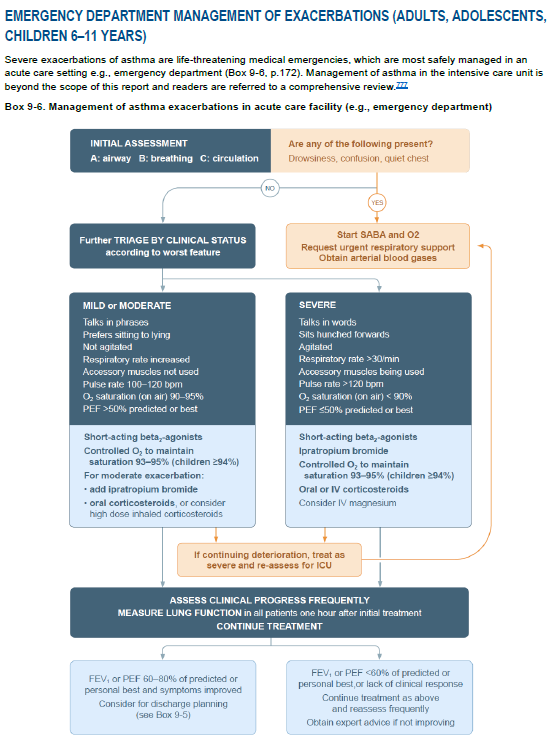 EMERGENCY DEPARTMENT MANAGEMENT OF EXACERBATIONS (ADULTS, ADOLESCENTS,
CHILDREN 6–11 YEARS)
Severe exacerbations of asthma are life-threatening medical emergencies, which are most safely managed in an
acute care setting e.g., emergency department (Box 9-6, p.172). Management of asthma in the intensive care unit is
beyond the scope of this report and readers are referred to a comprehensive review.777
Box 9-6. Management of asthma exacerbations in acute care facility (e.g., emergency department)
INITIAL ASSESSMENT
A: airway B: breathing C: circulation
Are any of the following present?
Drowsiness, confusion, quiet chest
NO
YES
Further TRIAGE BY CLINICAL STATUS
according to worst feature
Start SABA and O2
Request urgent respiratory support
Obtain arterial blood gases
MILD or MODERATE
Talks in phrases
Prefers sitting to lying
Not agitated
Respiratory rate increased
Accessory muscles not used
Pulse rate 100–120 bpm
O₂ saturation (on air) 90–95%
PEF >50% predicted or best
SEVERE
Talks in words
Sits hunched forwards
Agitated
Respiratory rate >30/min
Accessory muscles being used
Pulse rate >120 bpm
O₂ saturation (on air) < 90%
PEF ≤50% predicted or best
Short-acting beta₂-agonists
Controlled O₂ to maintain
saturation 93–95% (children ≥94%)
For moderate exacerbation:
• add ipratropium bromide
• oral corticosteroids, or consider
high dose inhaled corticosteroids
Short-acting beta₂-agonists
Ipratropium bromide
Controlled O₂ to maintain
saturation 93–95% (children ≥94%)
Oral or IV corticosteroids
Consider IV magnesium
If continuing deterioration, treat as
severe and re-assess for ICU
ASSESS CLINICAL PROGRESS FREQUENTLY
MEASURE LUNG FUNCTION in all patients one hour after initial treatment
CONTINUE TREATMENT
FEV₁ or PEF 60–80% of predicted or
personal best and symptoms improved
Consider for discharge planning
(see Box 9-5)
FEV₁ or PEF <60% of predicted or
personal best,or lack of clinical response
Continue treatment as above
and reassess frequently
Obtain expert advice if not improving